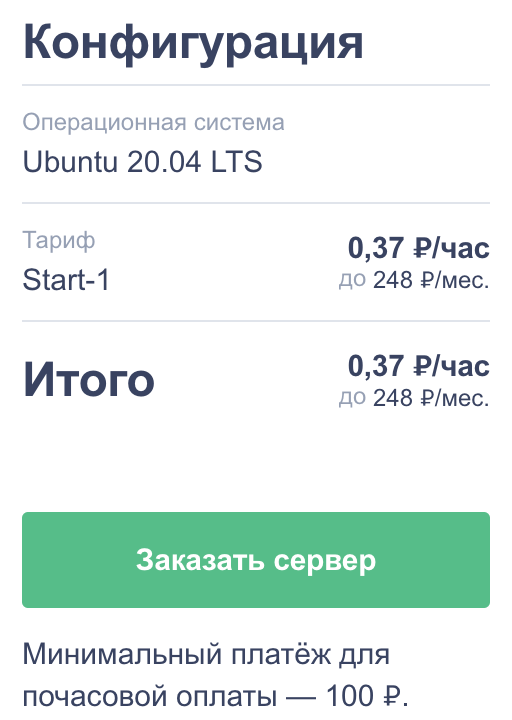 Конфигурация
Операционная система
Ubuntu 20.04 LTS
Тариф
0,37 ₽/час
Start-1
до 248 ₽/мес.
Итого
0,37 ₽/час
до 248 ₽/мес.
Заказать сервер
Минимальный платёж для
почасовой оплаты — 100 ₽.